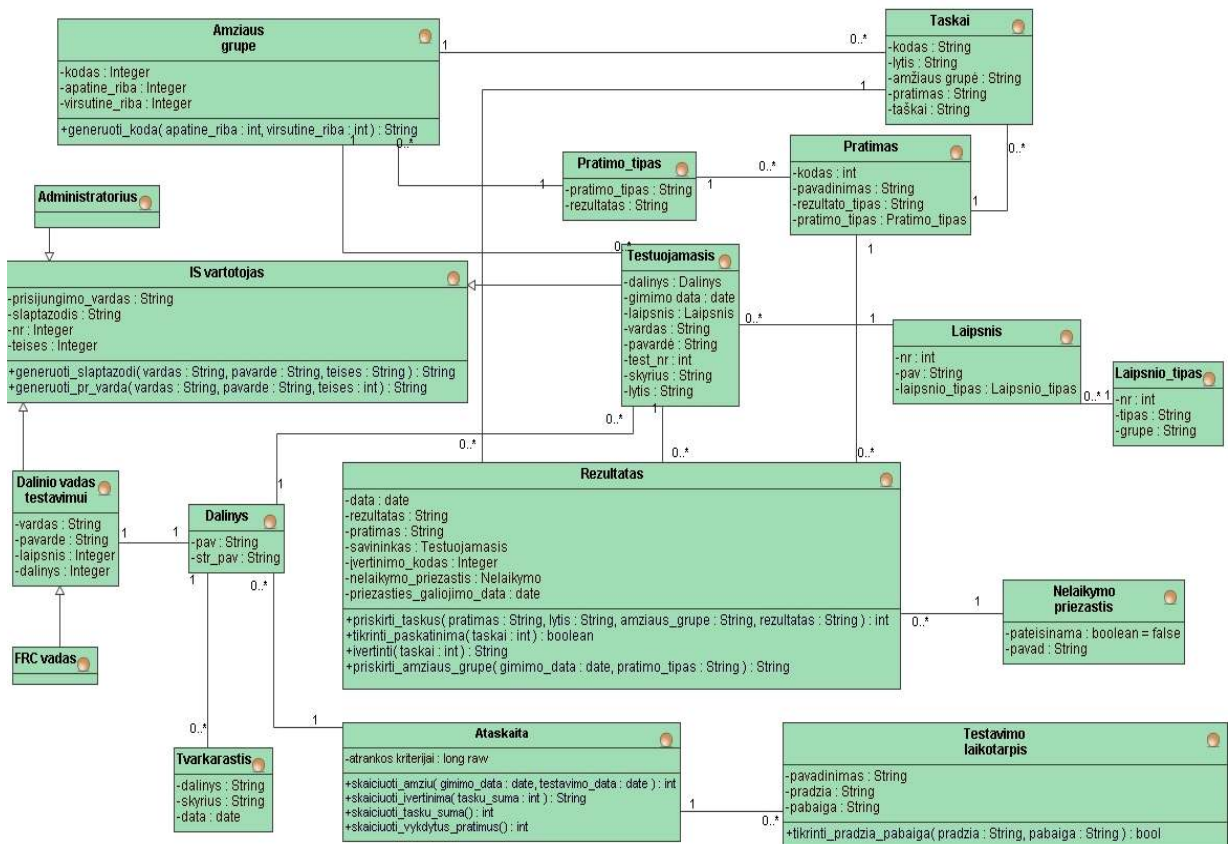 Amziaus
grupe
-kodas : Integer
-apatine_riba : Integer
-virsutine_riba : Integer
+generuoti_koda( apatine_riba : int, virsutine_riba : int ) : String
1
0..*
1
0..*
Taskai
-kodas : String
-lytis : String
-amžiaus grupė : String
-pratimas : String
-taškai : String
1
0..*
Pratimo_tipas
-pratimo_tipas : String
-rezultatas : String
1
1
0..*
Pratimas
-kodas : int
-pavadinimas : String
-rezultato_tipas : String
-pratimo_tipas : Pratimo_tipas
1
1
Administratorius
IS vartotojas
-prisijungimo_vardas : String
-slaptazodis : String
-nr : Integer
-teises : Integer
+generuoti_slaptazodi( vardas : String, pavarde : String, teises : String ) : String
+generuoti_pr_varda( vardas : String, pavarde : String, teises : int ) : String
0..*
Testuojamasis
-dalinys : Dalinys
-gimimo data : date
-laipsnis : Laipsnis
-vardas : String
-pavardė : String
-test_nr : int
-skyrius : String
-lytis : String
0..*
1
0..*
1
Laipsnis
-nr : int
-pav : String
-laipsnio_tipas : Laipsnio_tipas
0..*
1
Laipsnio_tipas
-nr : int
-tipas : String
-grupe : String
Dalinio vadas
testavimui
-vardas : String
-pavarde : String
-laipsnis : Integer
-dalinys : Integer
1
1
1
Dalinys
-pav : String
-str_pav : String
1
0..*
FRC vadas
0..*
0..*
0..*
Rezultatas
-data : date
-rezultatas : String
-pratimas : String
-savininkas : Testuojamasis
-įvertinimo_kodas : Integer
-nelaikymo_priezastis : Nelaikymo
-priezasties_galiojimo_data : date
+priskirti_taskus( pratimas : String, lytis : String, amziaus_grupe : String, rezultatas : String ) : int
+tikrinti_paskatinima( taskai : int ) : boolean
+ivertinti( taskai : int ) : String
+priskirti_amziaus_grupe( gimimo_data : date, pratimo_tipas : String ) : String
0..*
1
Nelaikymo
priezastis
-pateisinama : boolean = false
-pavad : String
0..*
Tvarkarastis
-dalinys : String
-skyrius : String
-data : date
1
Ataskaita
-atrankos kriterijai : long raw
+skaiciuoti_amziu( gimimo_data : date, testavimo_data : date ) : int
+skaiciuoti_ivertinima( tasku_suma : int ) : String
+skaiciuoti_tasku_suma() : int
+skaiciuoti_vykdytus_pratimus() : int
1
0..*
Testavimo
laikotarpis
-pavadinimas : String
-pradzia : String
-pabaiga : String
+tikrinti_pradzia_pabaiga( pradzia : String, pabaiga : String ) : bool